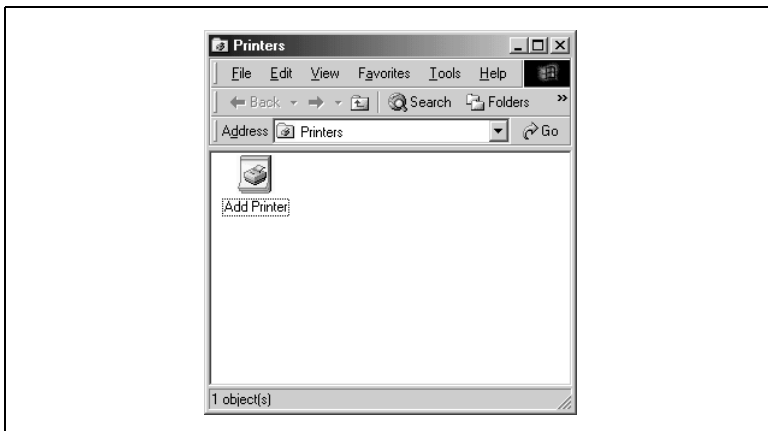 Printers
File Edit View Favorites Tools Help
Back Search Folders »
Address Printers Go
Add Printer
1 object(s)